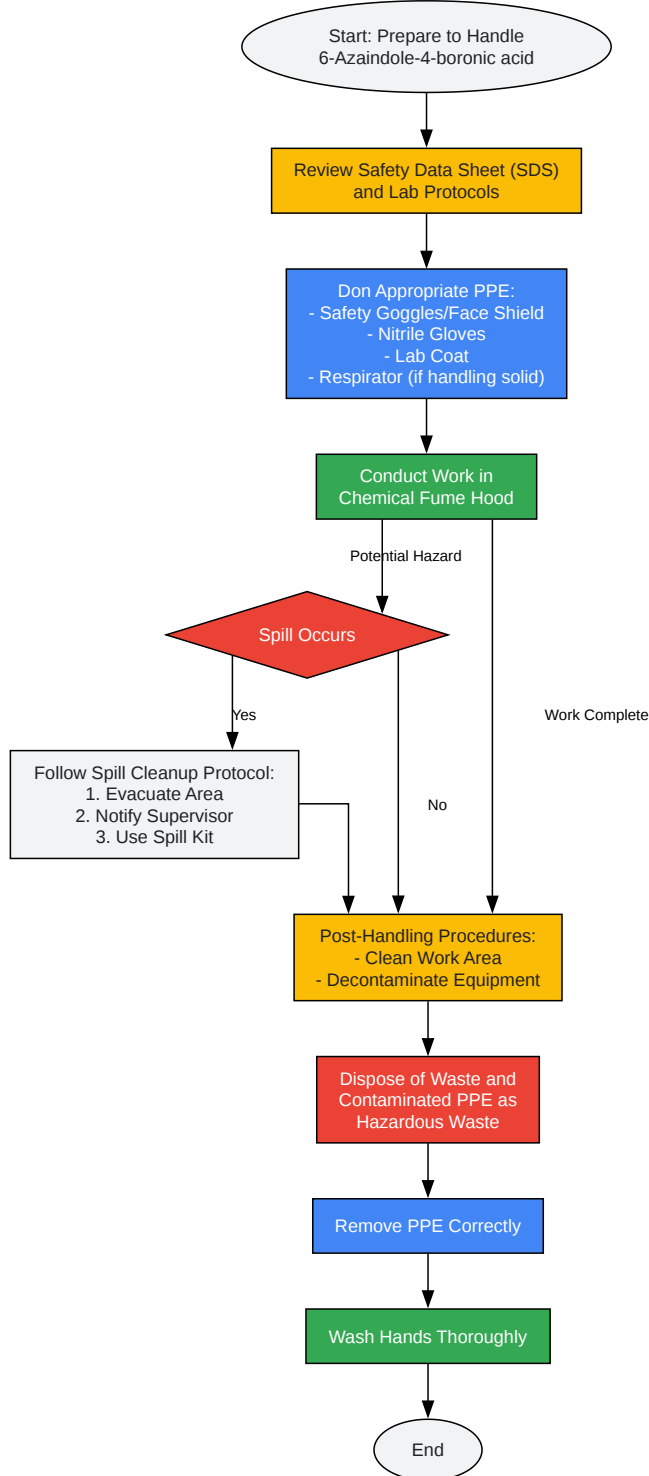 Start: Prepare to Handle
6-Azaindole-4-boronic acid
Review Safety Data Sheet (SDS)
and Lab Protocols
Don Appropriate PPE:
- Safety Goggles/Face Shield
- Nitrile Gloves
- Lab Coat
- Respirator (if handling solid)
Conduct Work in
Chemical Fume Hood
Potential Hazard
Spill Occurs
Yes
Work Complete
Follow Spill Cleanup Protocol:
1. Evacuate Area
2. Notify Supervisor
3. Use Spill Kit
No
Post-Handling Procedures:
- Clean Work Area
- Decontaminate Equipment
Dispose of Waste and
Contaminated PPE as
Hazardous Waste
Remove PPE Correctly
Wash Hands Thoroughly
End